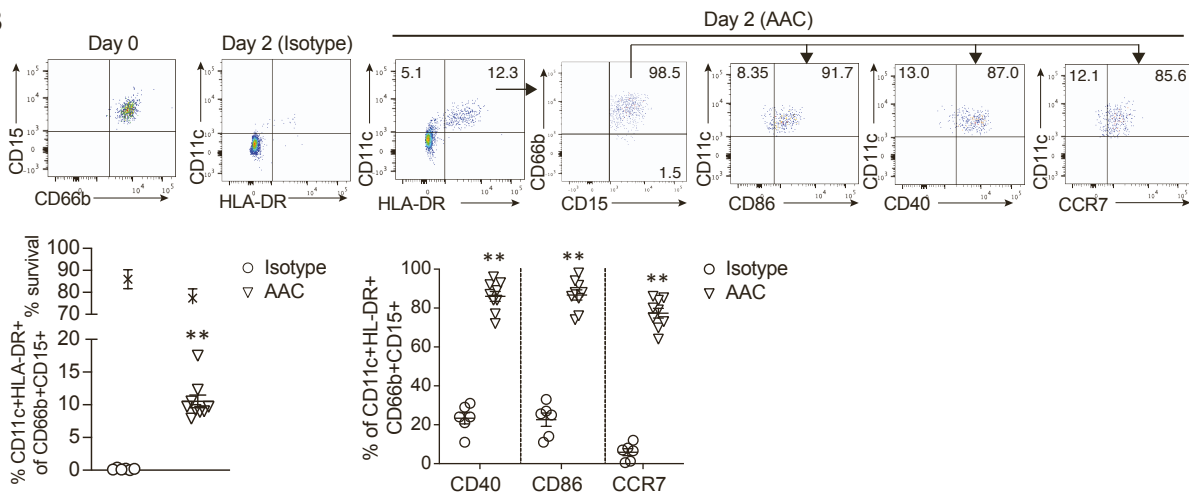 B
Day 2 (AAC)
Day 0
Day 2 (Isotype)
5.1
12.3
98.5
1.5
8.35
91.7
13.0
87.0
12.1
85.6
CD15
CD66b
CD11c
HLA-DR
CD11c
HLA-DR
CD66b
CD15
CD11c
CD86
CD11c
CD40
CD11c
CCR7
% survival
100
90
80
70
Isotype
AAC
% CD11c+HLA-DR+
of CD66b+CD15+
20
15
10
5
0
**
% of CD11c+HL-DR+
CD66b+CD15+
100
80
60
40
20
0
**
**
**
Isotype
AAC
CD40
CD86
CCR7